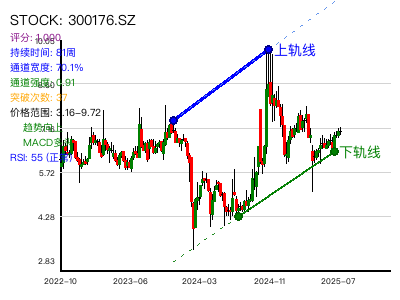 STOCK: 300176.SZ
评分: 1.000
持续时间: 81周
通道宽度: 70.1%
通道强度: 0.91
突破次数: 37
价格范围: 3.16-9.72
趋势向上
RSI: 55 (正常)
上轨线
下轨线
5.72
4.28
2.83
2022-10
2023-06
2024-03
2024-11
2025-07